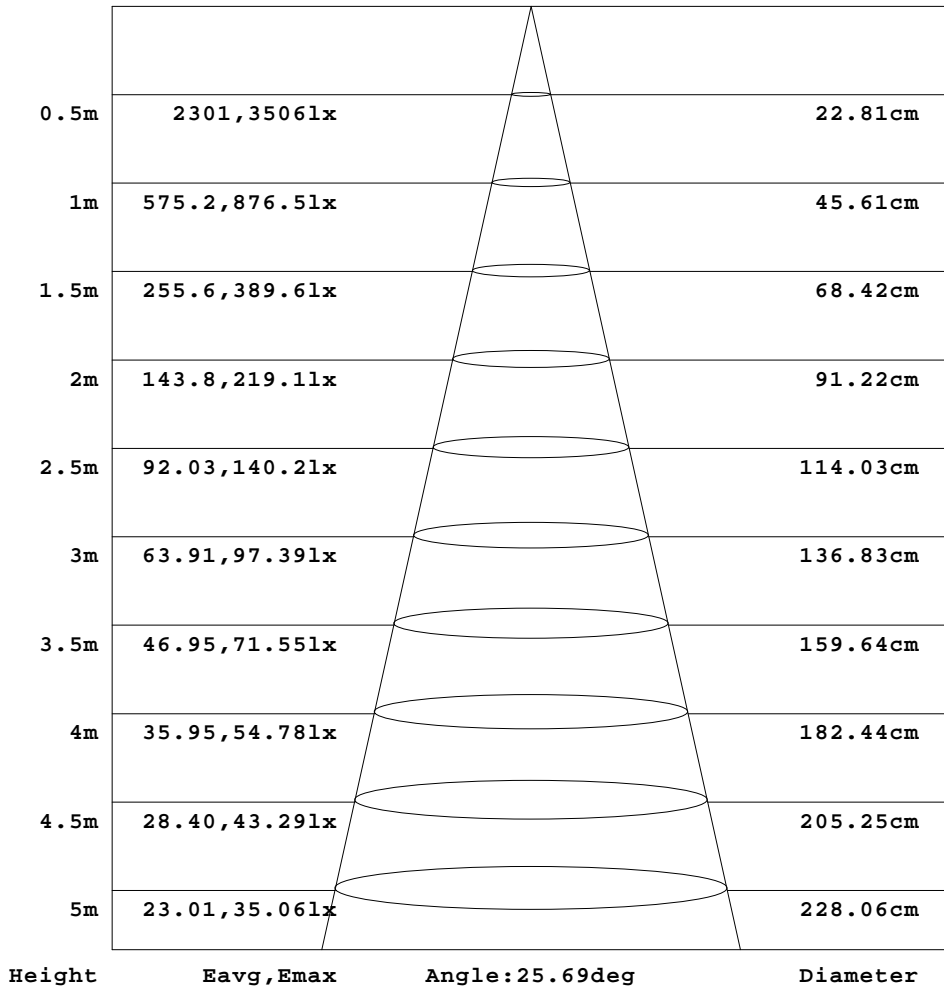 0.5m 2301,3506lx 22.81cm
1m 575.2,876.5lx 45.61cm
1.5m 255.6,389.6lx 68.42cm
2m 143.8,219.1lx 91.22cm
2.5m 92.03,140.2lx 114.03cm
3m 63.91,97.39lx 136.83cm
3.5m 46.95,71.55lx 159.64cm
4m 35.95,54.78lx 182.44cm
4.5m 28.40,43.29lx 205.25cm
5m 23.01,35.06lx 228.06cm
Height Eavg,Emax Angle:25.69deg Diameter